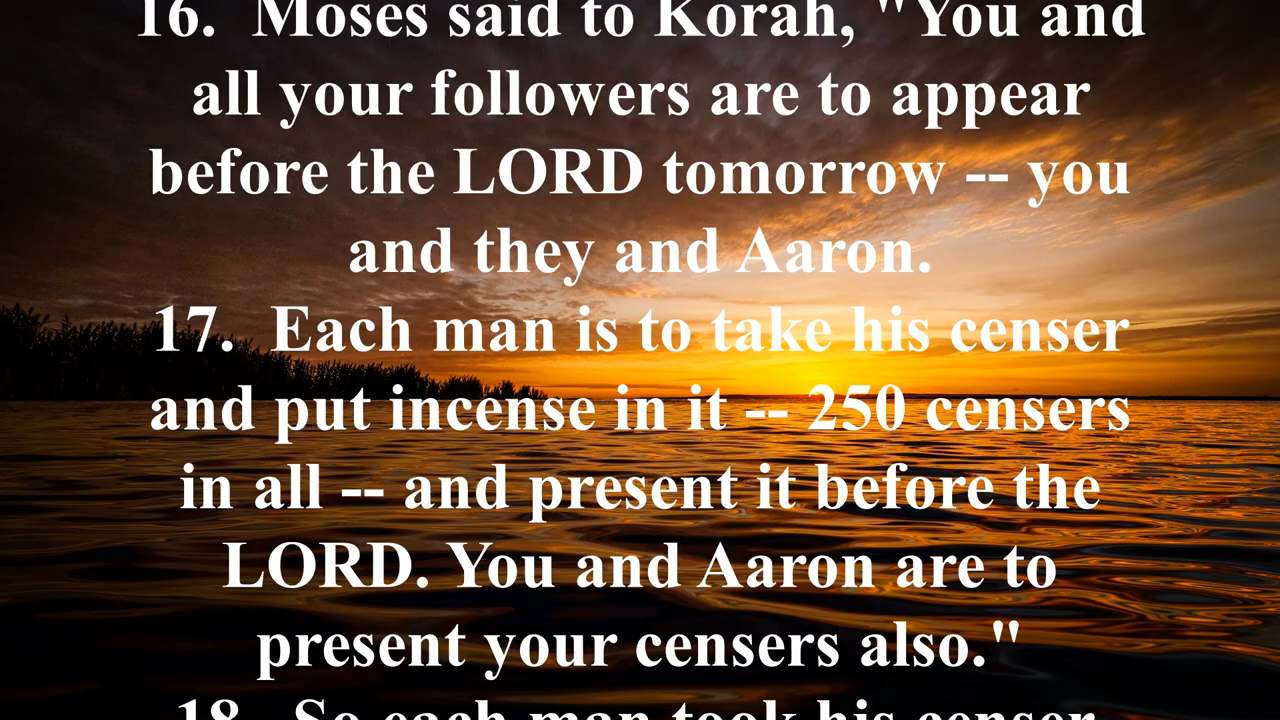 16.  Moses said to Korah, "You and
all your followers are to appear
before the LORD tomorrow -- you
and they and Aaron.
17.  Each man is to take his censer
and put incense in it -- 250 censers
in all -- and present it before the
LORD. You and Aaron are to
present your censers also."
18.  So each man took his censer